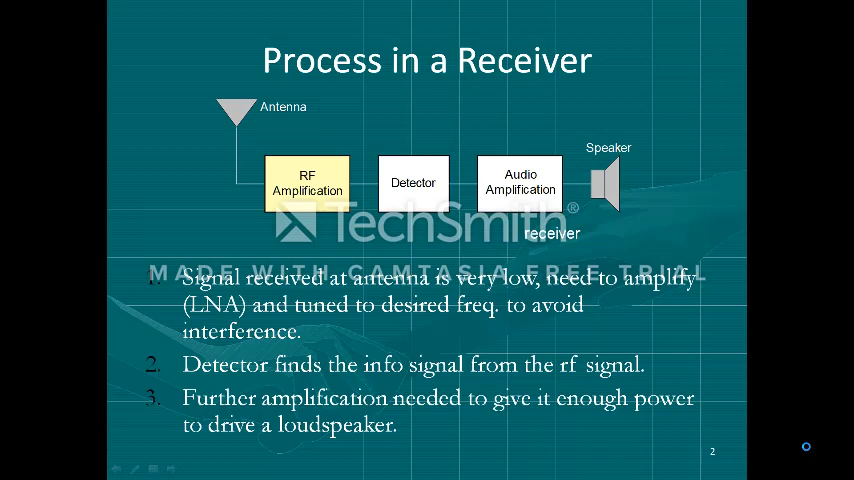 Process in a Receiver
Antenna
Speaker
RF
Amplification
Detector
Audio
Amplification
TechSmith®
receiver
MADE WITH CAMTASIA FREE TRIAL
1. Signal received at antenna is very low, need to amplify
(LNA) and tuned to desired freq. to avoid
interference.
2. Detector finds the info signal from the rf signal.
3. Further amplification needed to give it enough power
to drive a loudspeaker.
2